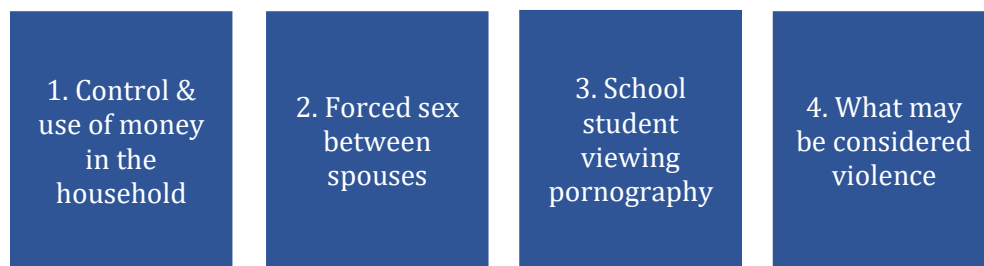 1. Control &
use of money
in the
household
2. Forced sex
between
spouses
3. School
student
viewing
pornography
4. What may
be considered
violence